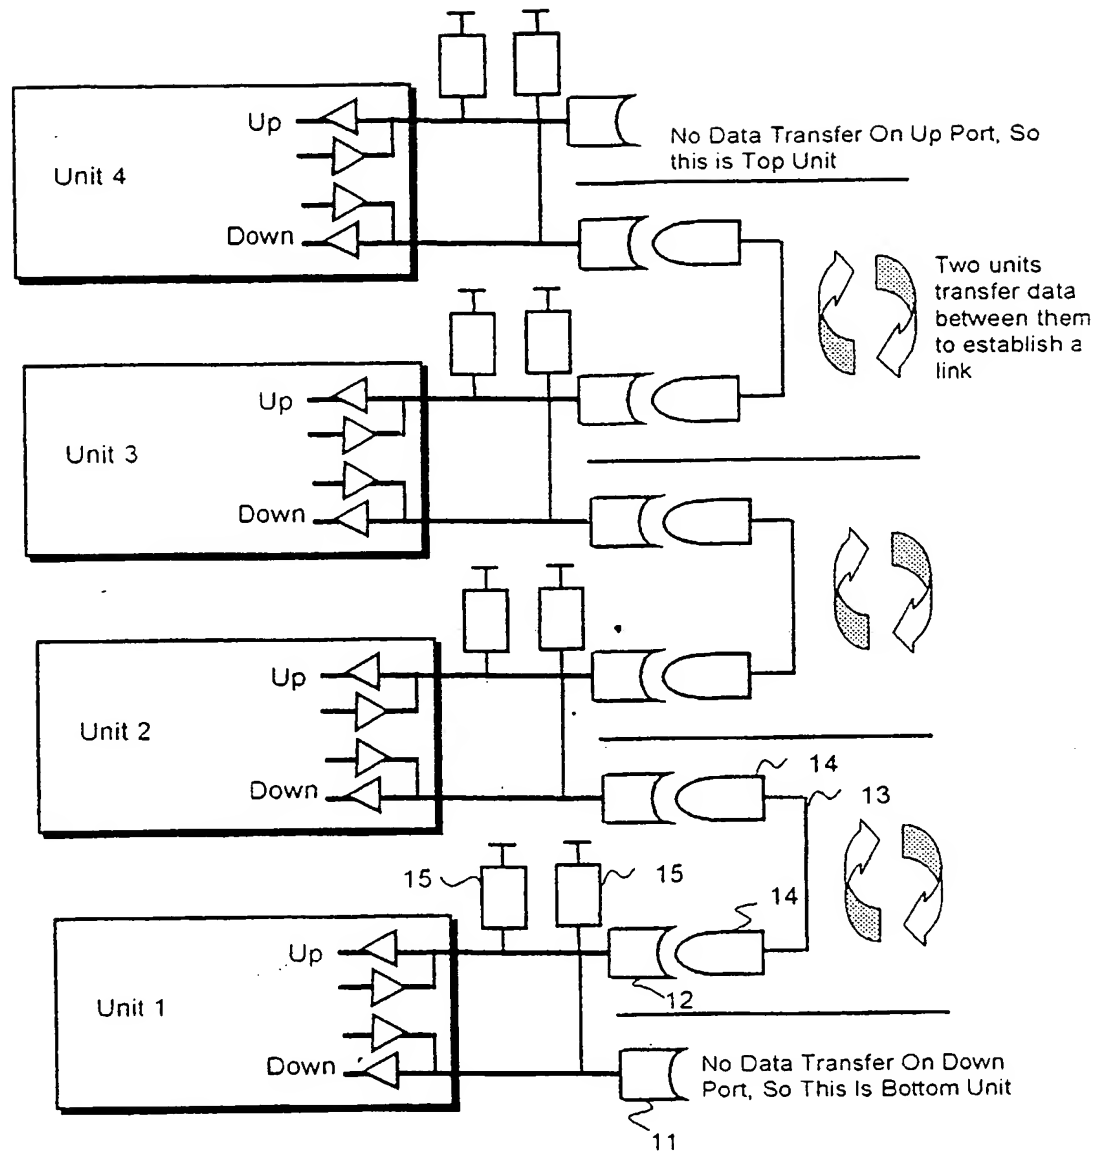 Up
No Data Transfer On Up Port, So
this is Top Unit
Unit 4
Down
Two units
transfer data
between them
to establish a
link
Up
Unit 3
Down
Up
Unit 2
14
Down
13
15
15
14
Up
12
Unit 1
Down
No Data Transfer On Down
Port, So This Is Bottom Unit
11